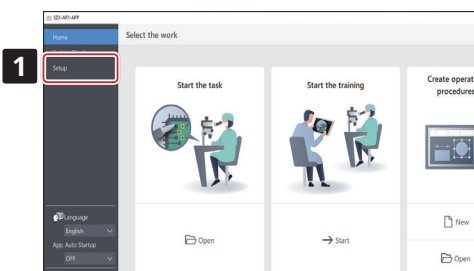 SZX-AR1-APP
Home
Select the work
1
Setup
Start the task
Start the training
Create operat
procedures
Language
English
App. Auto Startup
OFF
Open
Start
New
Open